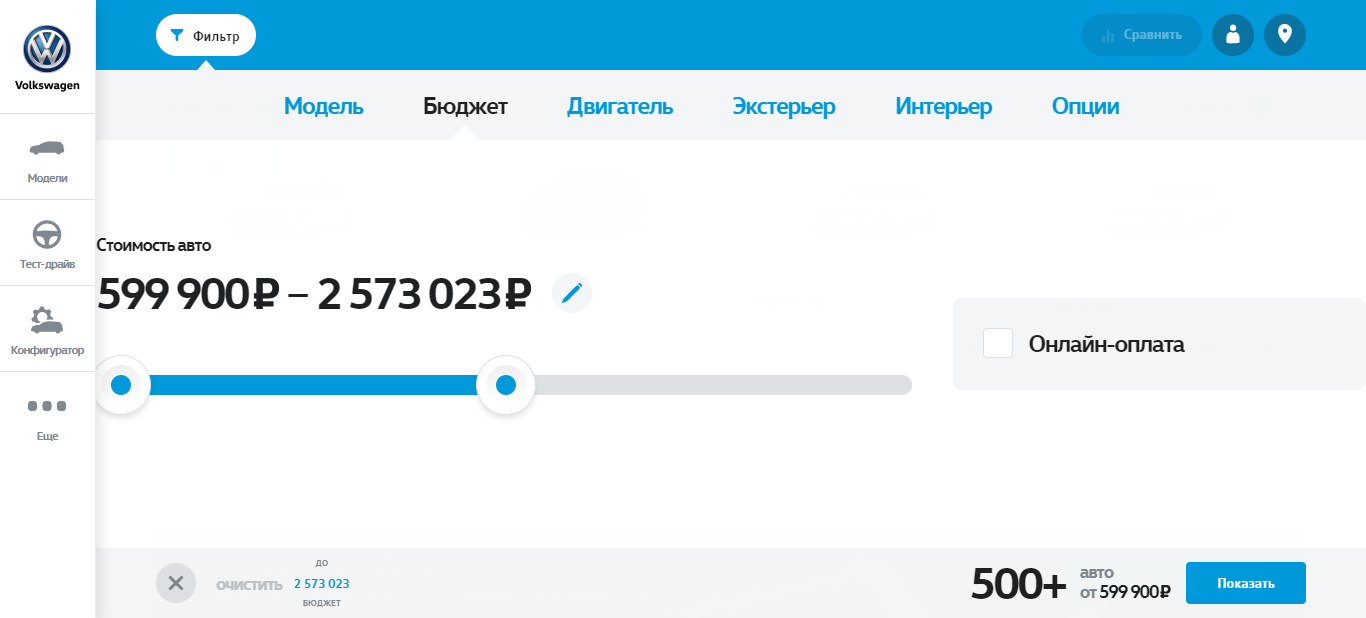 Фильтр
Сравнить
Volkswagen
Модель Бюджет Двигатель Экстерьер Интерьер Опции
Модели
Тест-драйв
Конфигуратор
Еще
Стоимость авто
599 900 ₽ – 2 573 023 ₽
Онлайн-оплата
ОЧИСТИТЬ
ДО
2 573 023
БЮДЖЕТ
500+
авто
от 599 900 ₽
Показать